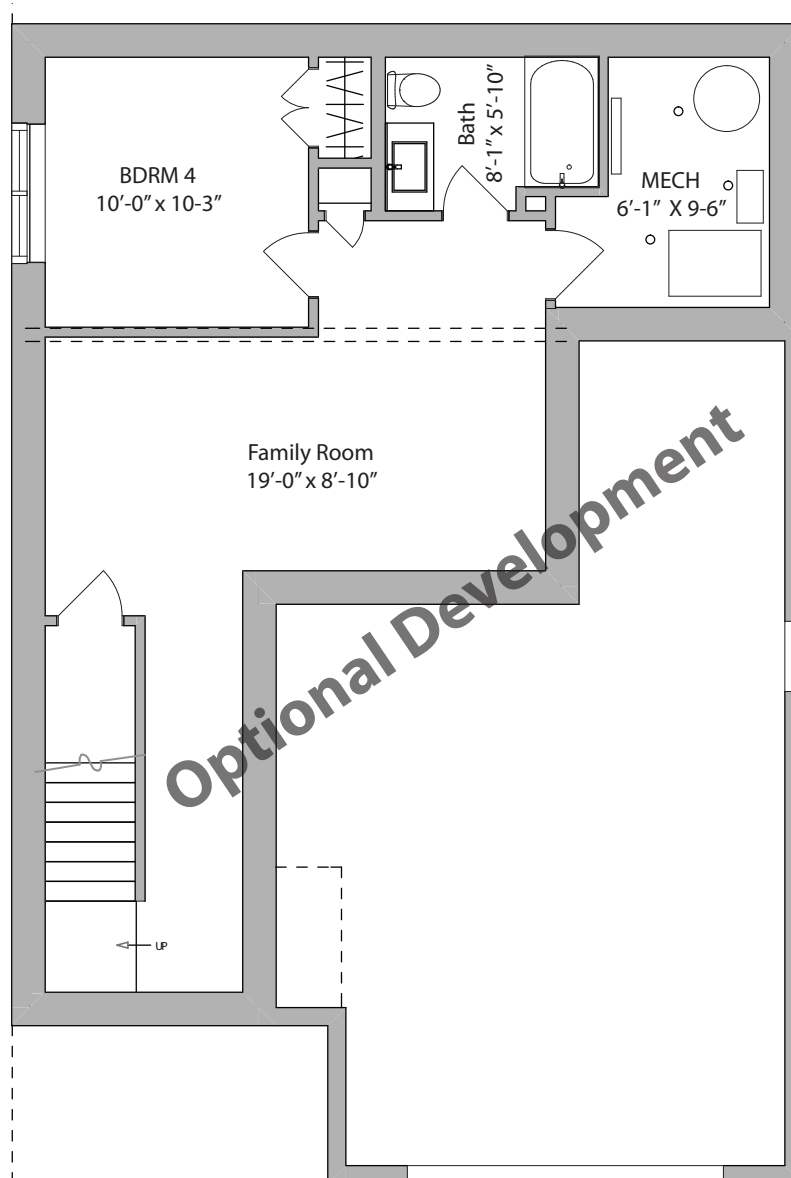 BDRM 4
10’-0” x 10-3”
Bath
8’-1” x 5’-10”
MECH
6’-1” X 9-6”
Family Room
19’-0” x 8’-10”
Optional Development
UP